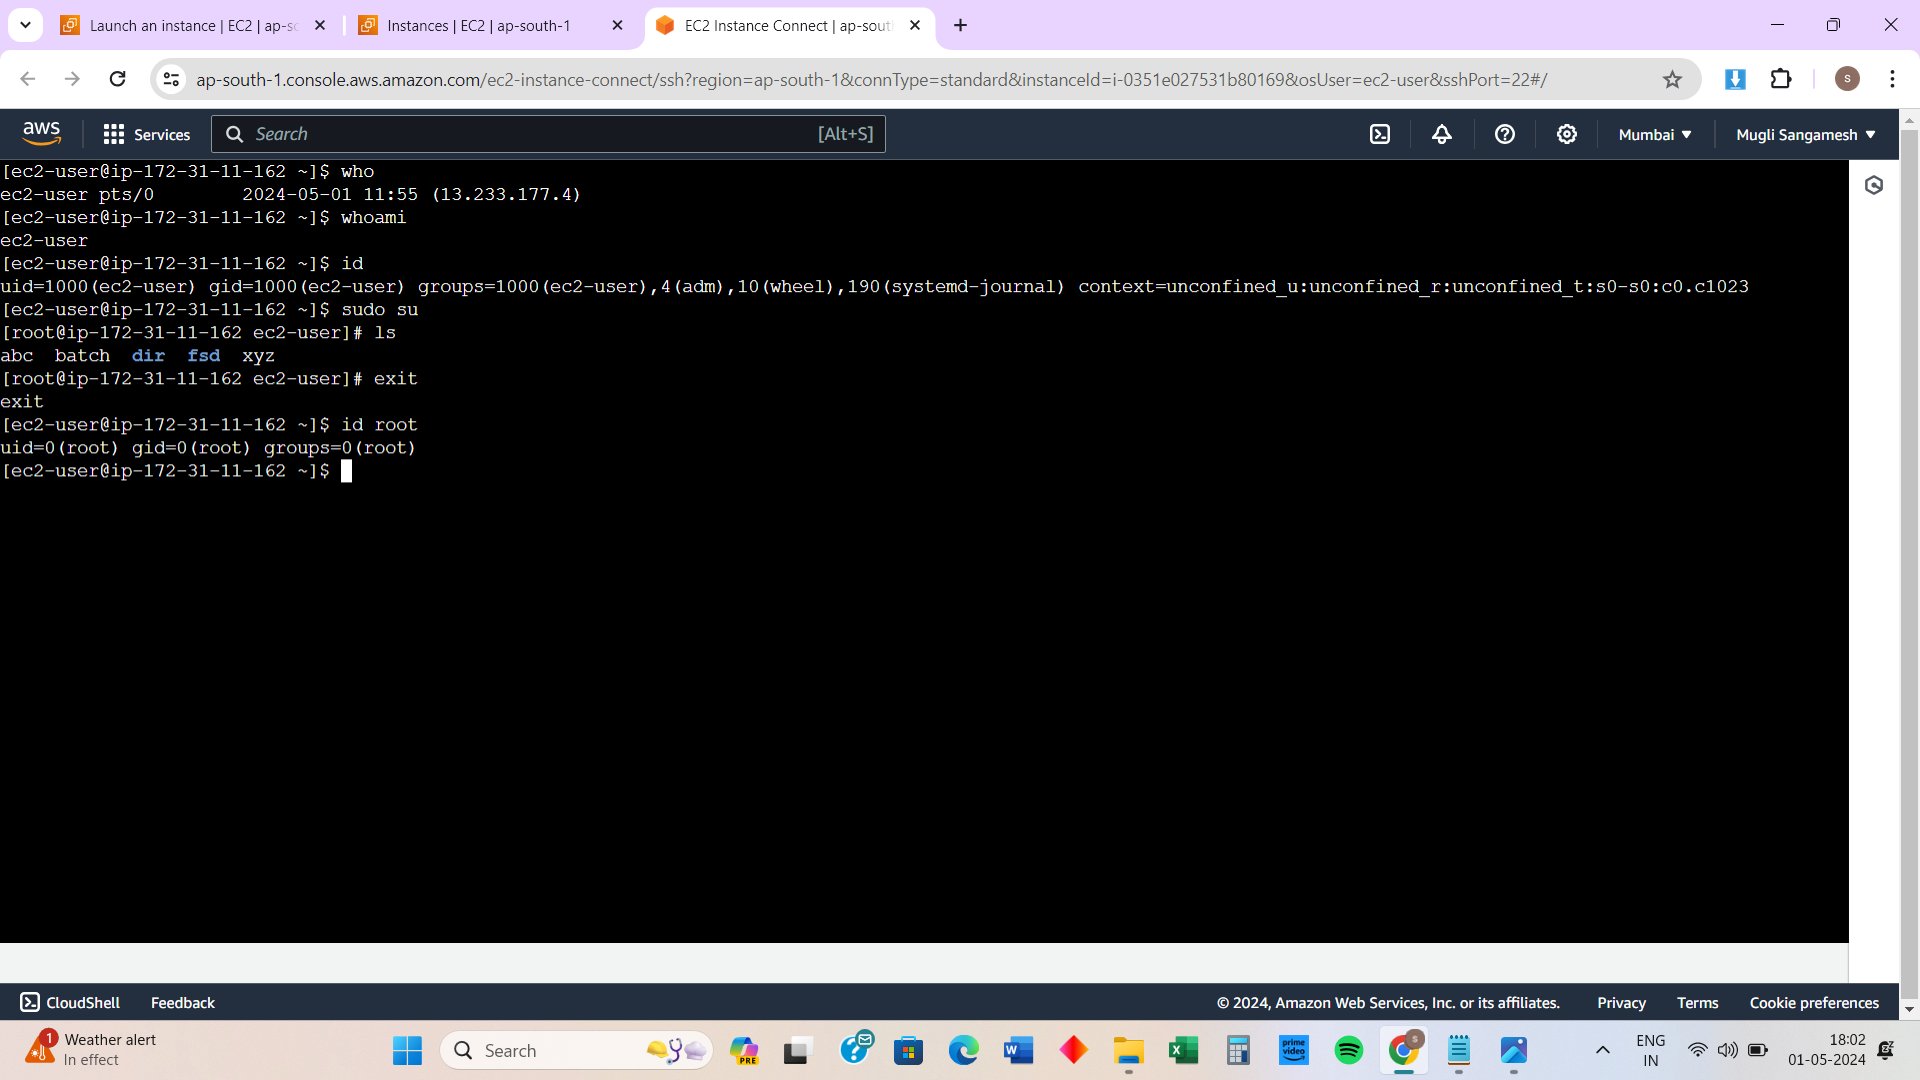 Launch an instance | EC2 | ap-sc
Instances | EC2 | ap-south-1
EC2 Instance Connect | ap-sout
ap-south-1.console.aws.amazon.com/ec2-instance-connect/ssh?region=ap-south-1&connType=standard&instanceId=i-0351e027531b80169&osUser=ec2-user&sshPort=22#/
S
aws
Services
Search
[Alt+S]
Mumbai
Mugli Sangamesh
[ec2-user@ip-172-31-11-162 ~]$ who
ec2-user pts/0        2024-05-01 11:55 (13.233.177.4)
[ec2-user@ip-172-31-11-162 ~]$ whoami
ec2-user
[ec2-user@ip-172-31-11-162 ~]$ id
uid=1000(ec2-user) gid=1000(ec2-user) groups=1000(ec2-user),4(adm),10(wheel),190(systemd-journal) context=unconfined_u:unconfined_r:unconfined_t:s0-s0:c0.c1023
[ec2-user@ip-172-31-11-162 ~]$ sudo su
[root@ip-172-31-11-162 ec2-user]# ls
abc  batch  dir  fsd  xyz
[root@ip-172-31-11-162 ec2-user]# exit
exit
[ec2-user@ip-172-31-11-162 ~]$ id root
uid=0(root) gid=0(root) groups=0(root)
[ec2-user@ip-172-31-11-162 ~]$
CloudShell
Feedback
© 2024, Amazon Web Services, Inc. or its affiliates.
Privacy
Terms
Cookie preferences
1
Weather alert
In effect
Search
PRE
prime video
S
ENG
IN
18:02
01-05-2024